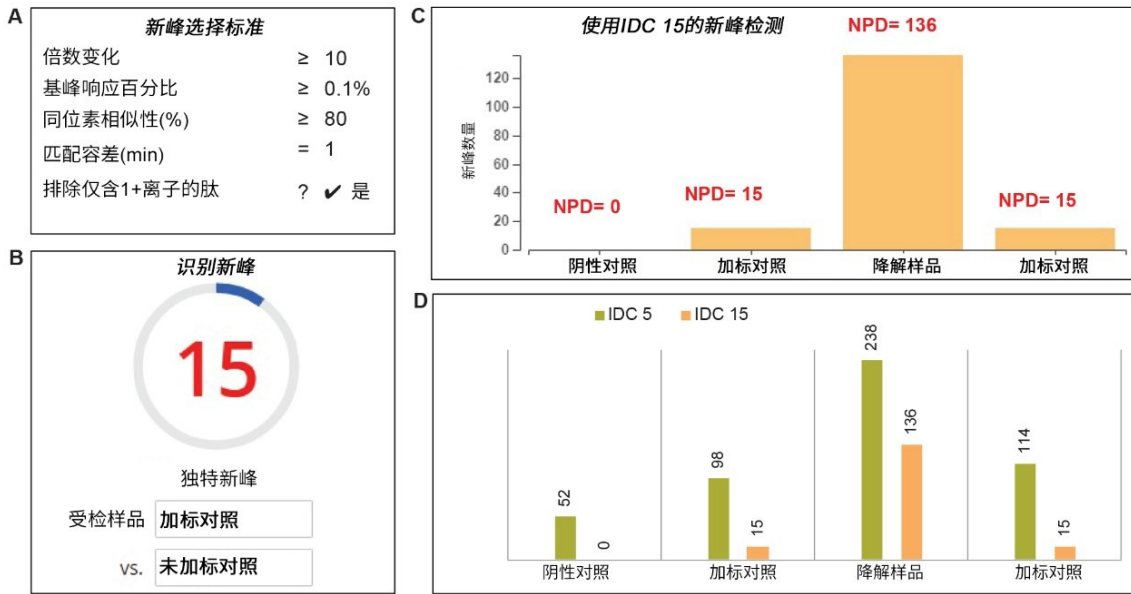 A
新峰选择标准
倍数变化 ≥ 10
基峰响应百分比 ≥ 0.1%
同位素相似性(%) ≥ 80
匹配容差(min) = 1
排除仅含1+离子的肽 ? ✔ 是
B
识别新峰
15
独特新峰
受检样品 加标对照
vs. 未加标对照
C
使用IDC 15的新峰检测
新峰数量
120
100
80
60
40
20
0
NPD= 0
NPD= 15
NPD= 136
NPD= 15
阴性对照 加标对照 降解样品 加标对照
D
IDC 5 IDC 15
52 0 98 15 238 136 114 15
阴性对照 加标对照 降解样品 加标对照